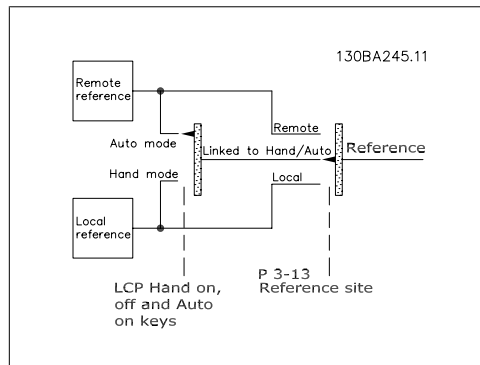 130BA245.11
Remote
reference
Remote
Auto mode
Linked to Hand/Auto
Reference
Hand mode
Local
Local
reference
LCP Hand on,
off and Auto
on keys
P 3-13
Reference site